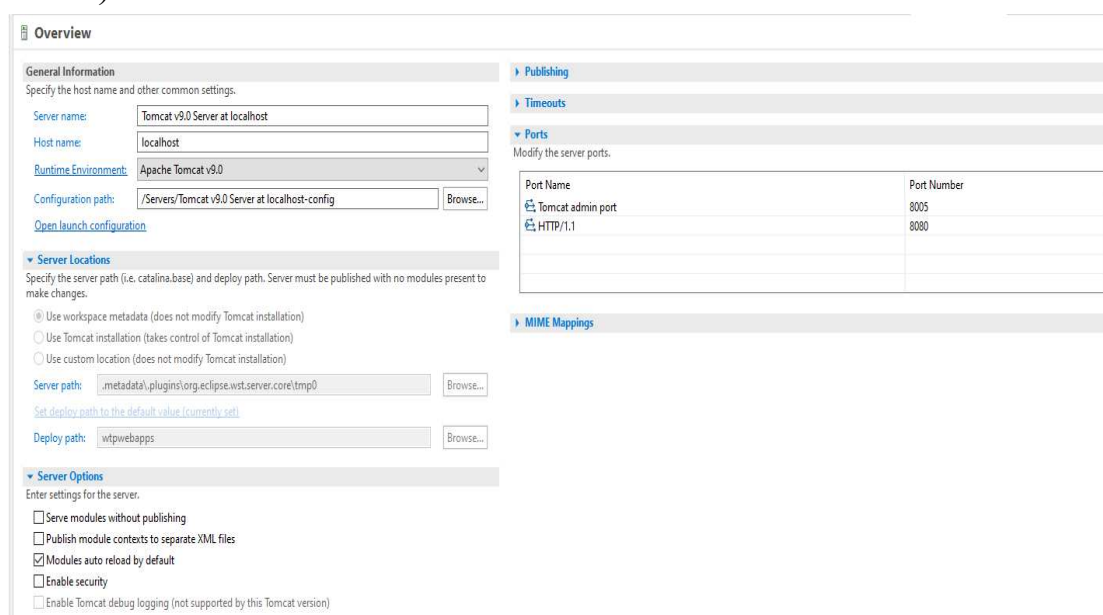 Overview
General Information
Specify the host name and other common settings.
Server name: Tomcat v9.0 Server at localhost
Host name: localhost
Runtime Environment: Apache Tomcat v9.0
Configuration path: /Servers/Tomcat v9.0 Server at localhost-config Browse...
Open launch configuration
Server Locations
Specify the server path (i.e. catalina.base) and deploy path. Server must be published with no modules present to
make changes.
Use workspace metadata (does not modify Tomcat installation)
Use Tomcat installation (takes control of Tomcat installation)
Use custom location (does not modify Tomcat installation)
Server path: .metadata\.plugins\org.eclipse.wst.server.core\tmp0 Browse...
Set deploy path to the default value (currently set)
Deploy path: wtpwebapps Browse...
Server Options
Enter settings for the server.
Serve modules without publishing
Publish module contexts to separate XML files
Modules auto reload by default
Enable security
Enable Tomcat debug logging (not supported by this Tomcat version)
Publishing
Timeouts
Ports
Modify the server ports.
Port Name Port Number
Tomcat admin port 8005
HTTP/1.1 8080
MIME Mappings